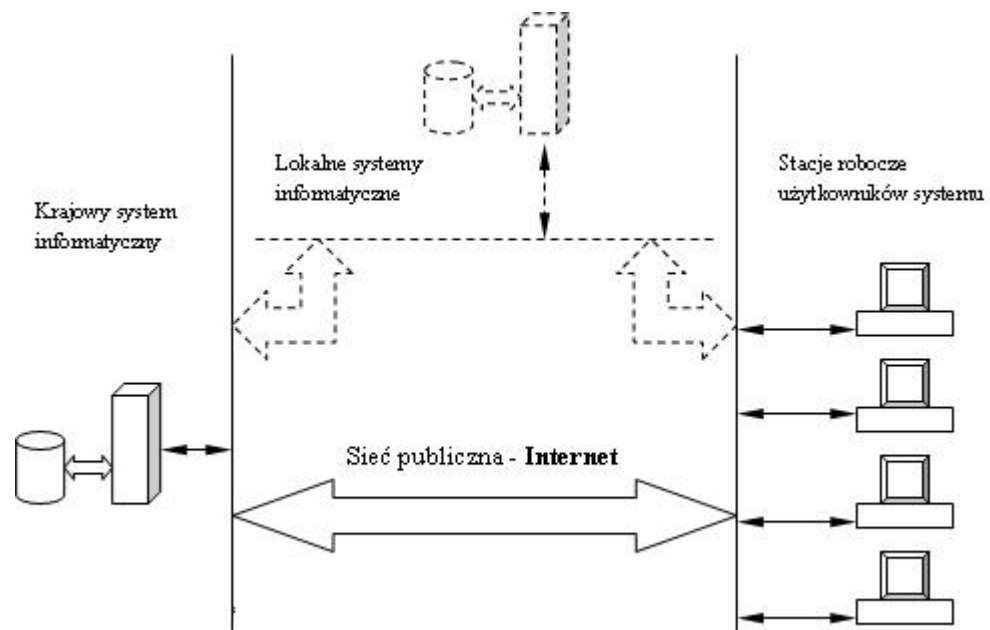 Lokalne systemy
informatyczne
Stacje robocze
użytkowników systemu
Krajowy system
informatyczny
Sieć publiczna - Internet